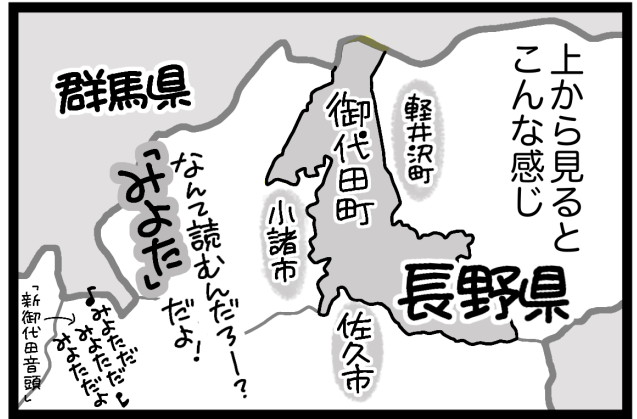 上から見ると
こんな感じ
軽井沢町
御代田町
長野県
佐久市
小諸市
群馬県
なんて読むんだろー?
「みよた」
だよ!
♪みよただ
みよただ
みよただよ♪
「新御代田音頭」